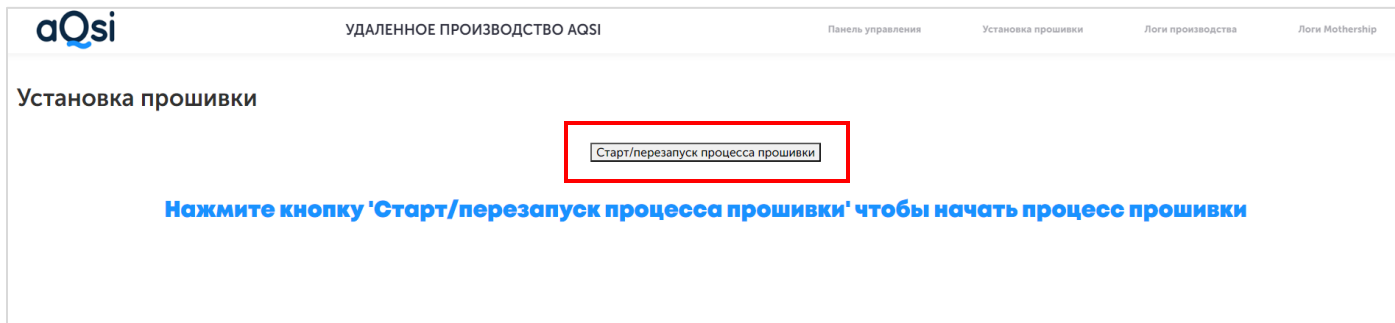 aQsi
УДАЛЕННОЕ ПРОИЗВОДСТВО AQSI
Панель управления
Установка прошивки
Логи производства
Логи Mothership
Установка прошивки
Старт/перезапуск процесса прошивки
Нажмите кнопку 'Старт/перезапуск процесса прошивки' чтобы начать процесс прошивки